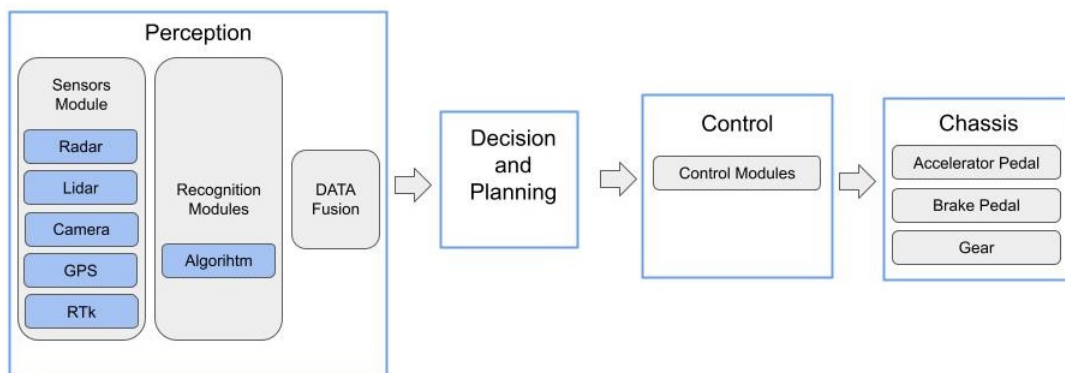 Perception
Sensors
Module
Radar
Lidar
Camera
GPS
RTk
Recognition
Modules
Algorihtm
DATA
Fusion
Decision
and
Planning
Control
Control Modules
Chassis
Accelerator Pedal
Brake Pedal
Gear